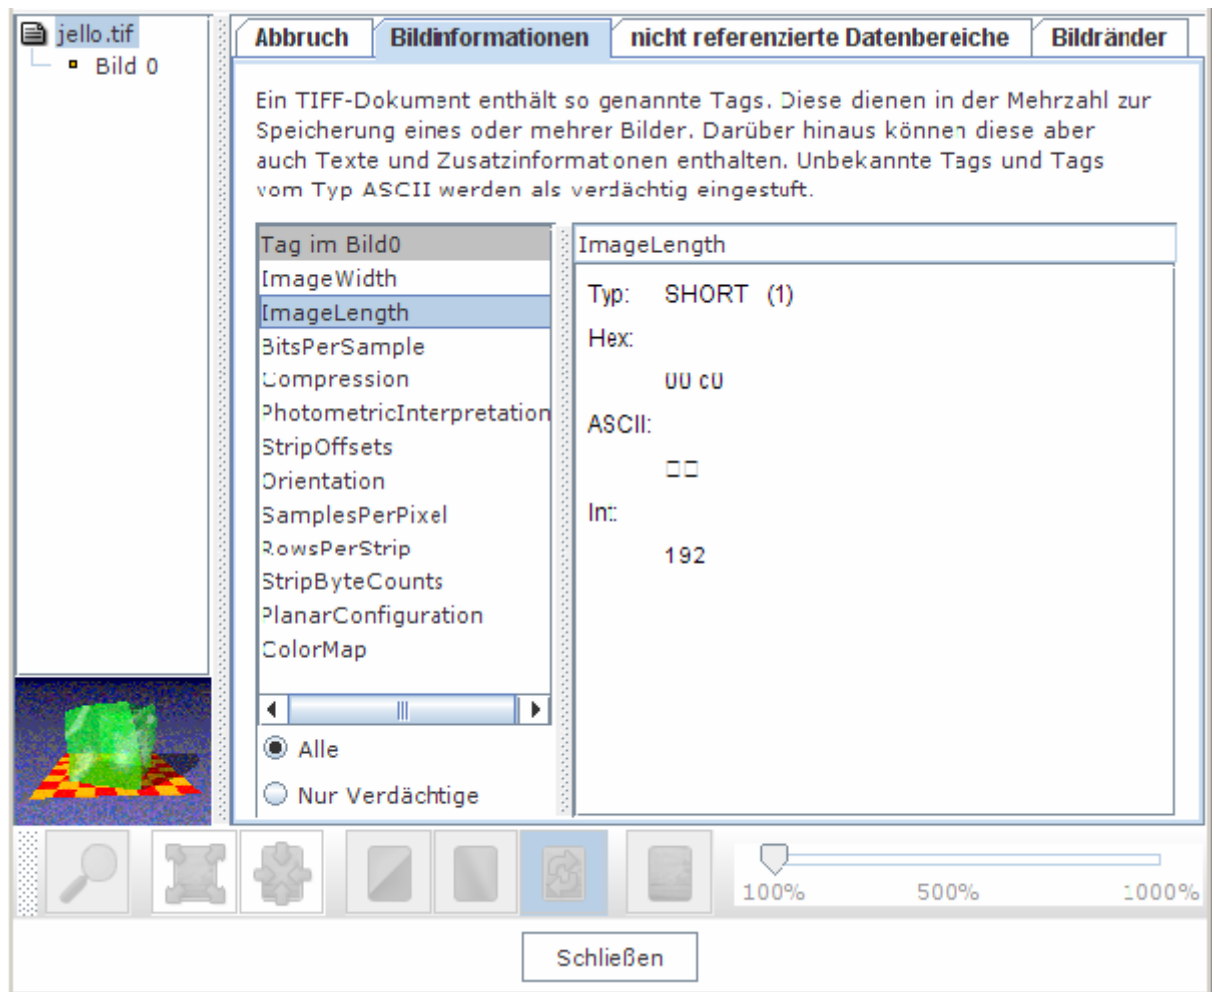 jello.tif
Bild 0
Abbruch
Bildinformationen
nicht referenzierte Datenbereiche
Bildränder
Ein TIFF-Dokument enthält so genannte Tags. Diese dienen in der Mehrzahl zur
Speicherung eines oder mehrer Bilder. Darüber hinaus können diese aber
auch Texte und Zusatzinformationen enthalten. Unbekannte Tags und Tags
vom Typ ASCII werden als verdächtig eingestuft.
Tag im Bild0
ImageWidth
ImageLength
BitsPerSample
Compression
PhotometricInterpretation
StripOffsets
Orientation
SamplesPerPixel
RowsPerStrip
StripByteCounts
PlanarConfiguration
ColorMap
Alle
Nur Verdächtige
ImageLength
Typ: SHORT (1)
Hex:
00 c0
ASCII:
□□
Int:
192
100% 500% 1000%
Schließen